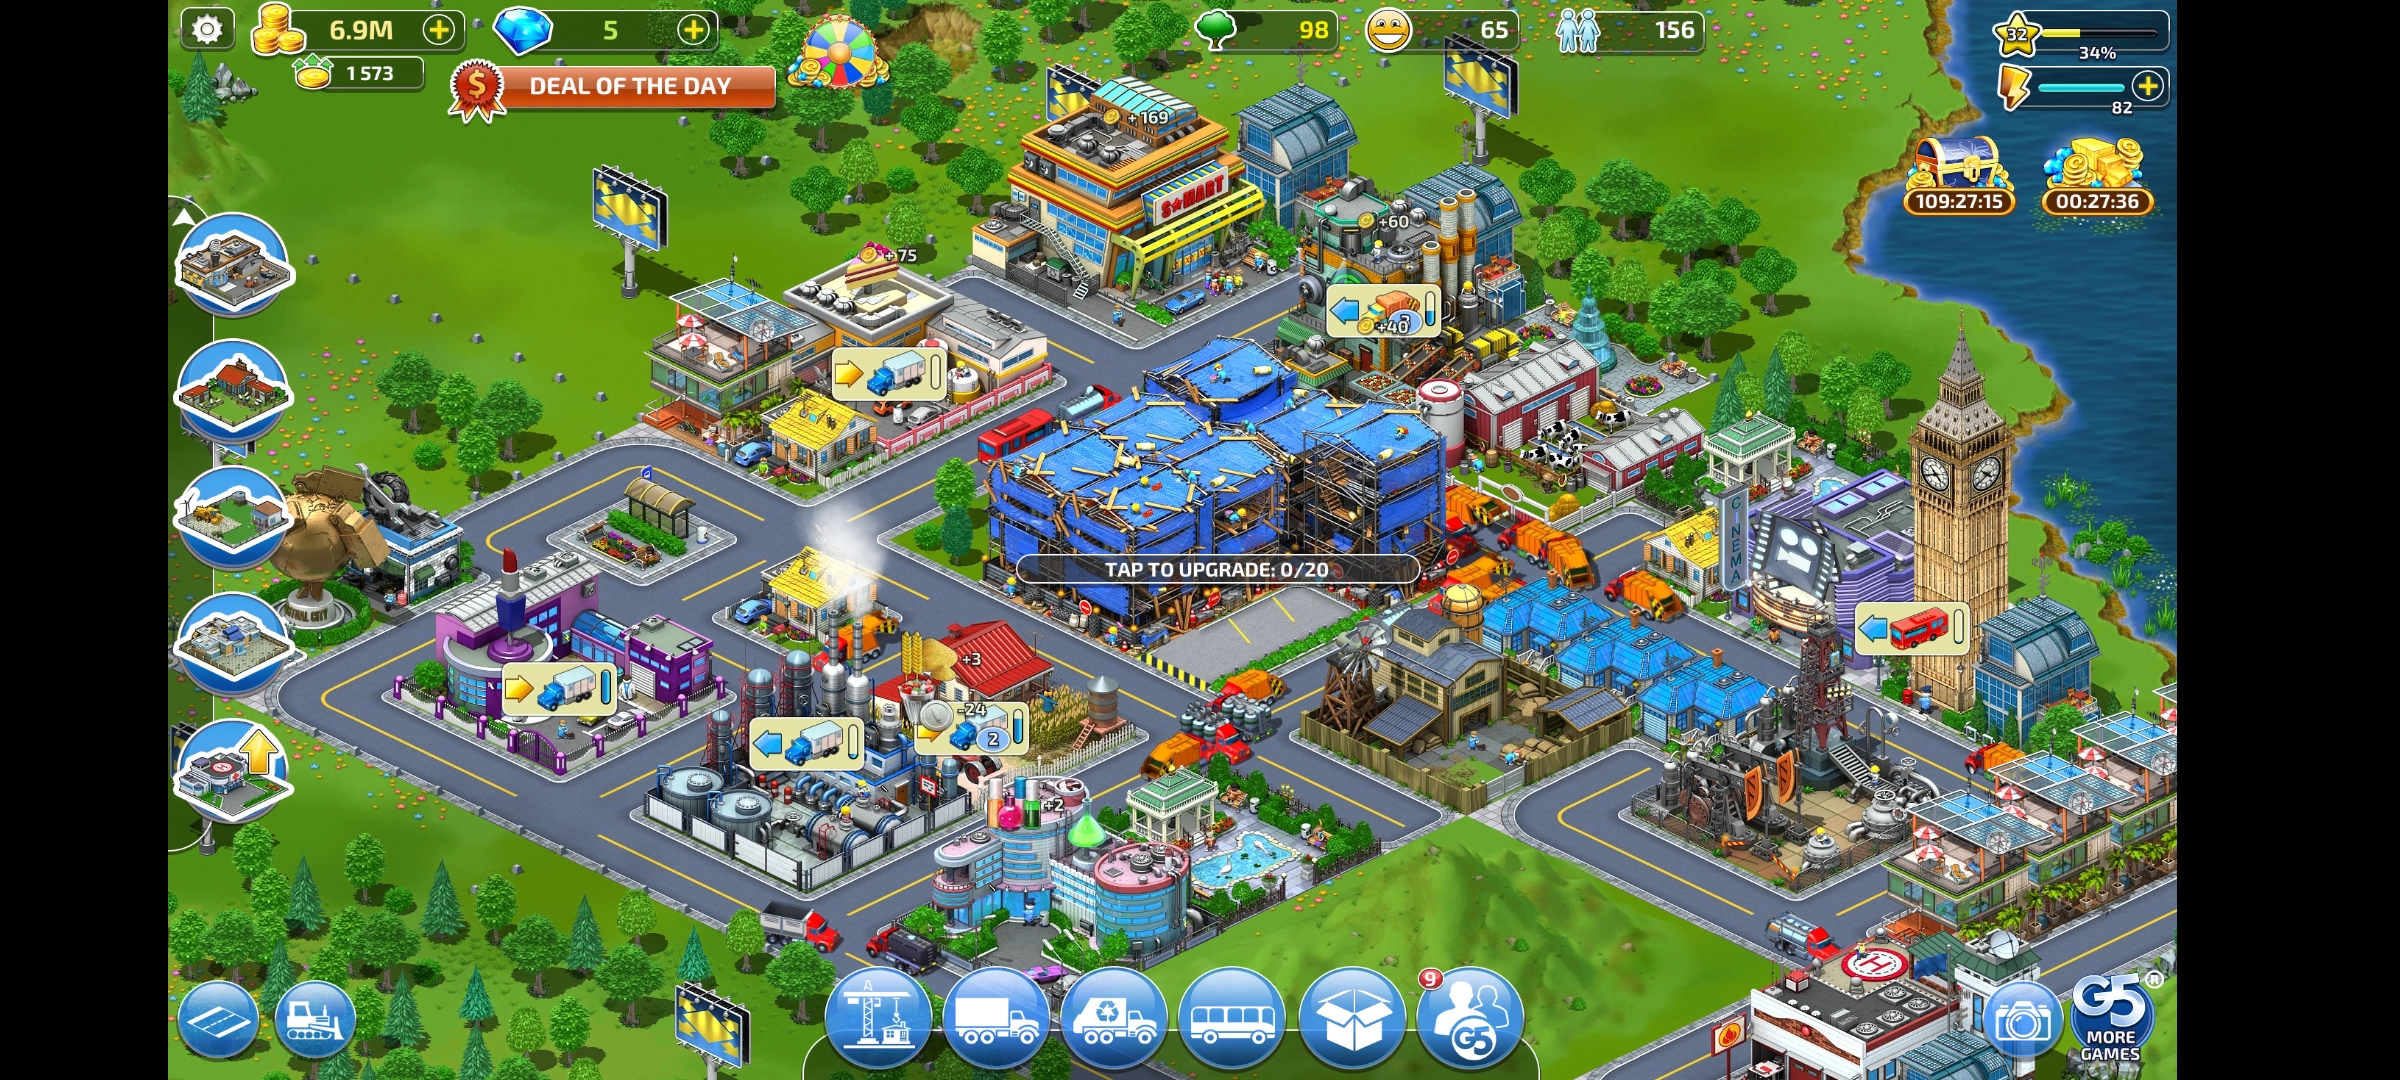 6.9M
5
98
65
156
32
34%
1 573
DEAL OF THE DAY
82
+169
109:27:15
00:27:36
S★MART
+60
+75
+40
CINEMA
TAP TO UPGRADE: 0/20
+3
-24
2
+2
H
9
A
G5
G5
®
MORE
GAMES